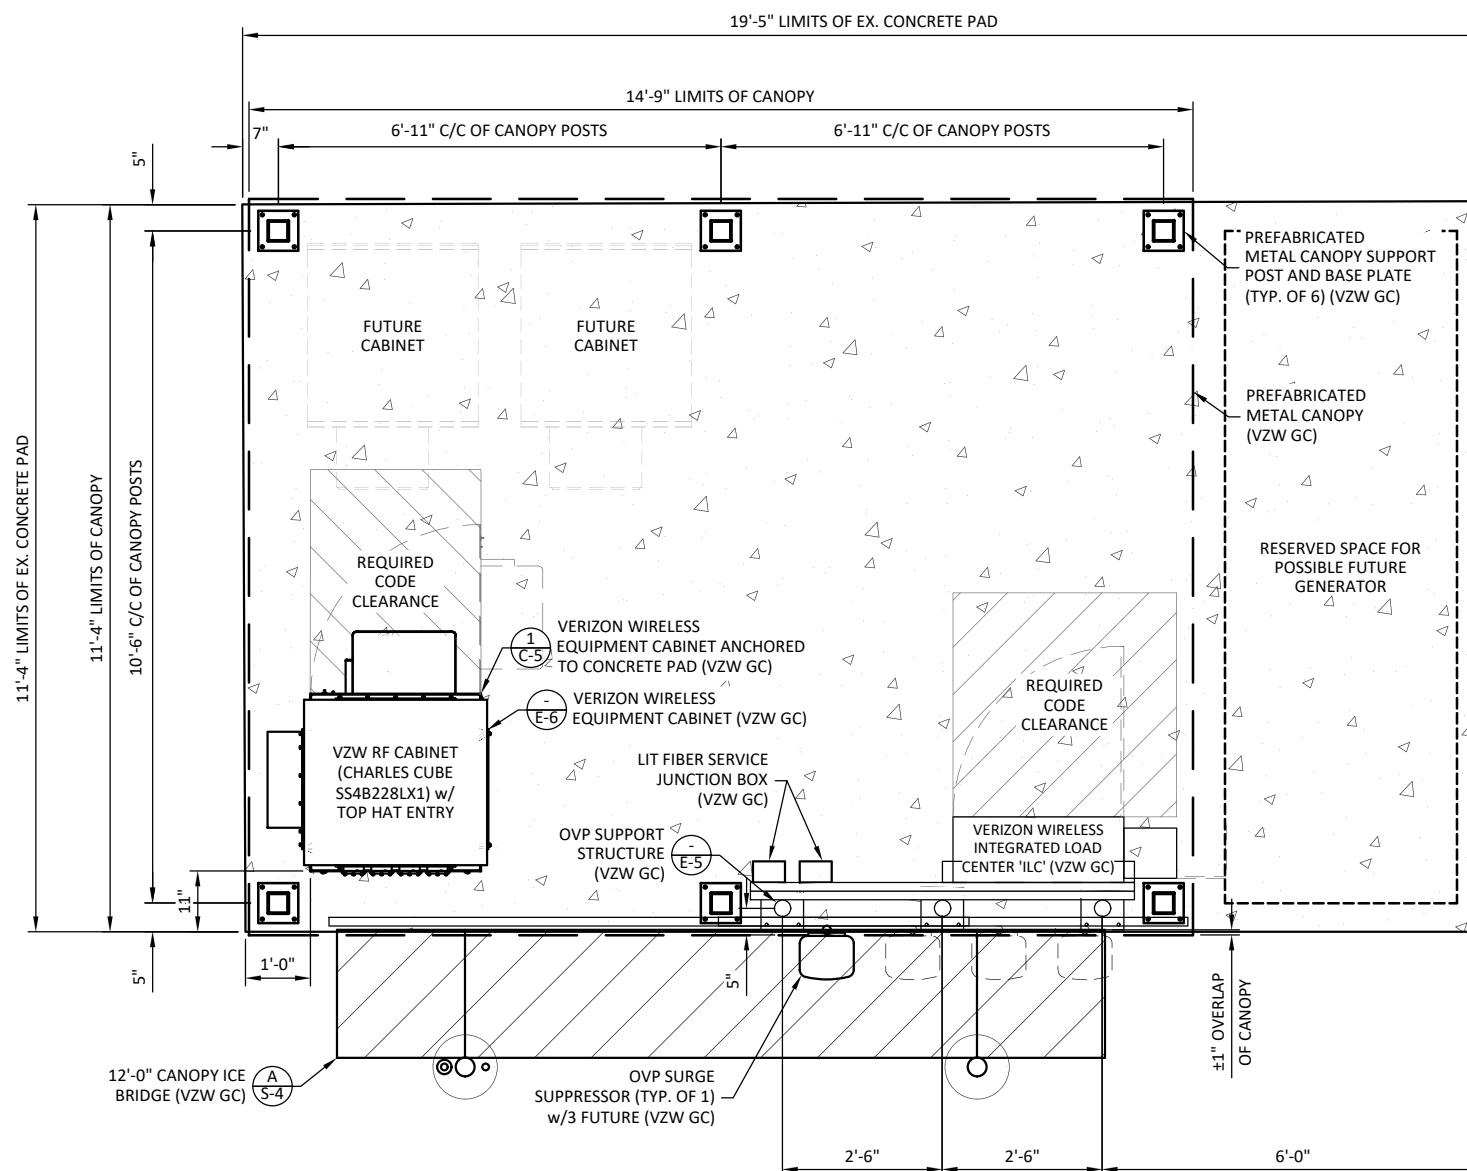 19'-5" LIMITS OF EX. CONCRETE PAD
14'-9" LIMITS OF CANOPY
7"
6'-11" C/C OF CANOPY POSTS
6'-11" C/C OF CANOPY POSTS
5"
PREFABRICATED
METAL CANOPY SUPPORT
POST AND BASE PLATE
(TYP. OF 6) (VZW GC)
FUTURE
CABINET
FUTURE
CABINET
PREFABRICATED
METAL CANOPY
(VZW GC)
11'-4" LIMITS OF EX. CONCRETE PAD
11'-4" LIMITS OF CANOPY
10'-6" C/C OF CANOPY POSTS
REQUIRED
CODE
CLEARANCE
RESERVED SPACE FOR
POSSIBLE FUTURE
GENERATOR
1
C-5
VERIZON WIRELESS
EQUIPMENT CABINET ANCHORED
TO CONCRETE PAD (VZW GC)
-
E-6
VERIZON WIRELESS
EQUIPMENT CABINET (VZW GC)
REQUIRED
CODE
CLEARANCE
VZW RF CABINET
(CHARLES CUBE
SS4B228LX1) w/
TOP HAT ENTRY
LIT FIBER SERVICE
JUNCTION BOX
(VZW GC)
OVP SUPPORT
STRUCTURE
(VZW GC)
-
E-5
VERIZON WIRELESS
INTEGRATED LOAD
CENTER 'ILC' (VZW GC)
11"
5"
1'-0"
5"
±1" OVERLAP
OF CANOPY
12'-0" CANOPY ICE
BRIDGE (VZW GC)
A
S-4
OVP SURGE
SUPPRESSOR (TYP. OF 1)
w/3 FUTURE (VZW GC)
2'-6"
2'-6"
6'-0"